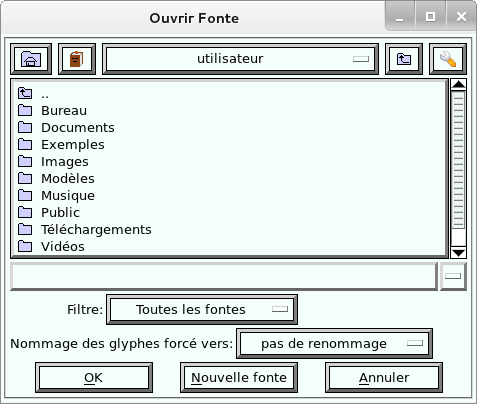 Ouvrir Fonte
utilisateur
..
Bureau
Documents
Exemples
Images
Modèles
Musique
Public
Téléchargements
Vidéos
Filtre: Toutes les fontes
Nommage des glyphes forcé vers: pas de renommage
OK Nouvelle fonte Annuler